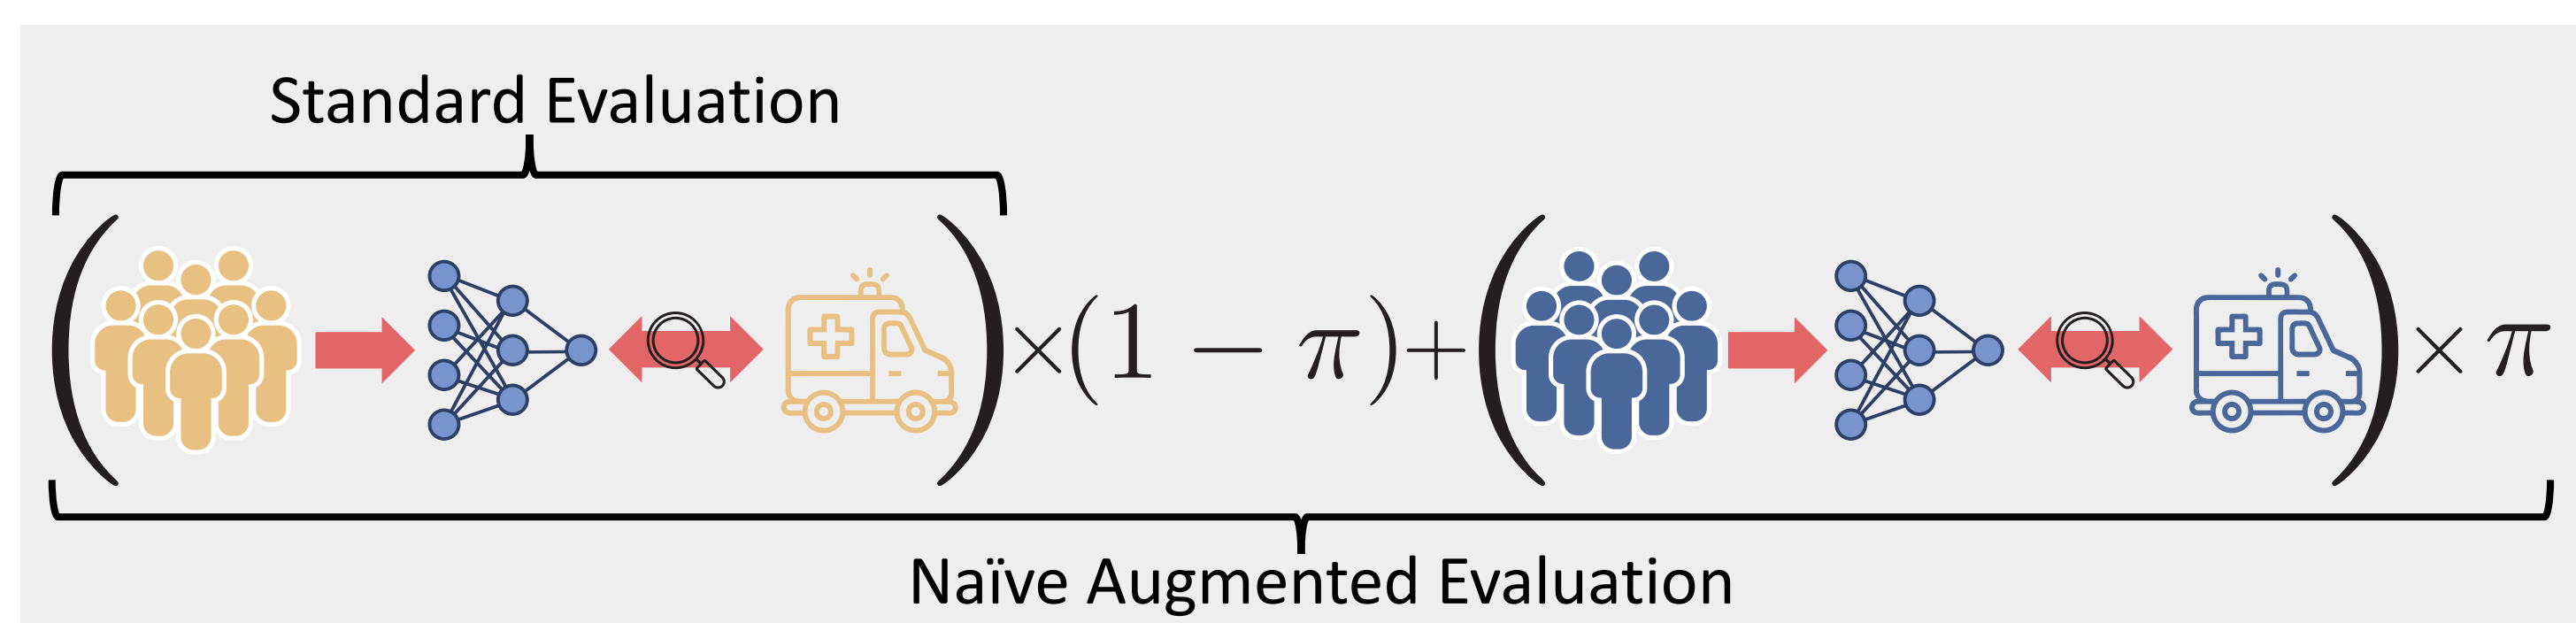 Standard Evaluation
( ) × (1 − π) + ( ) × π
Naïve Augmented Evaluation